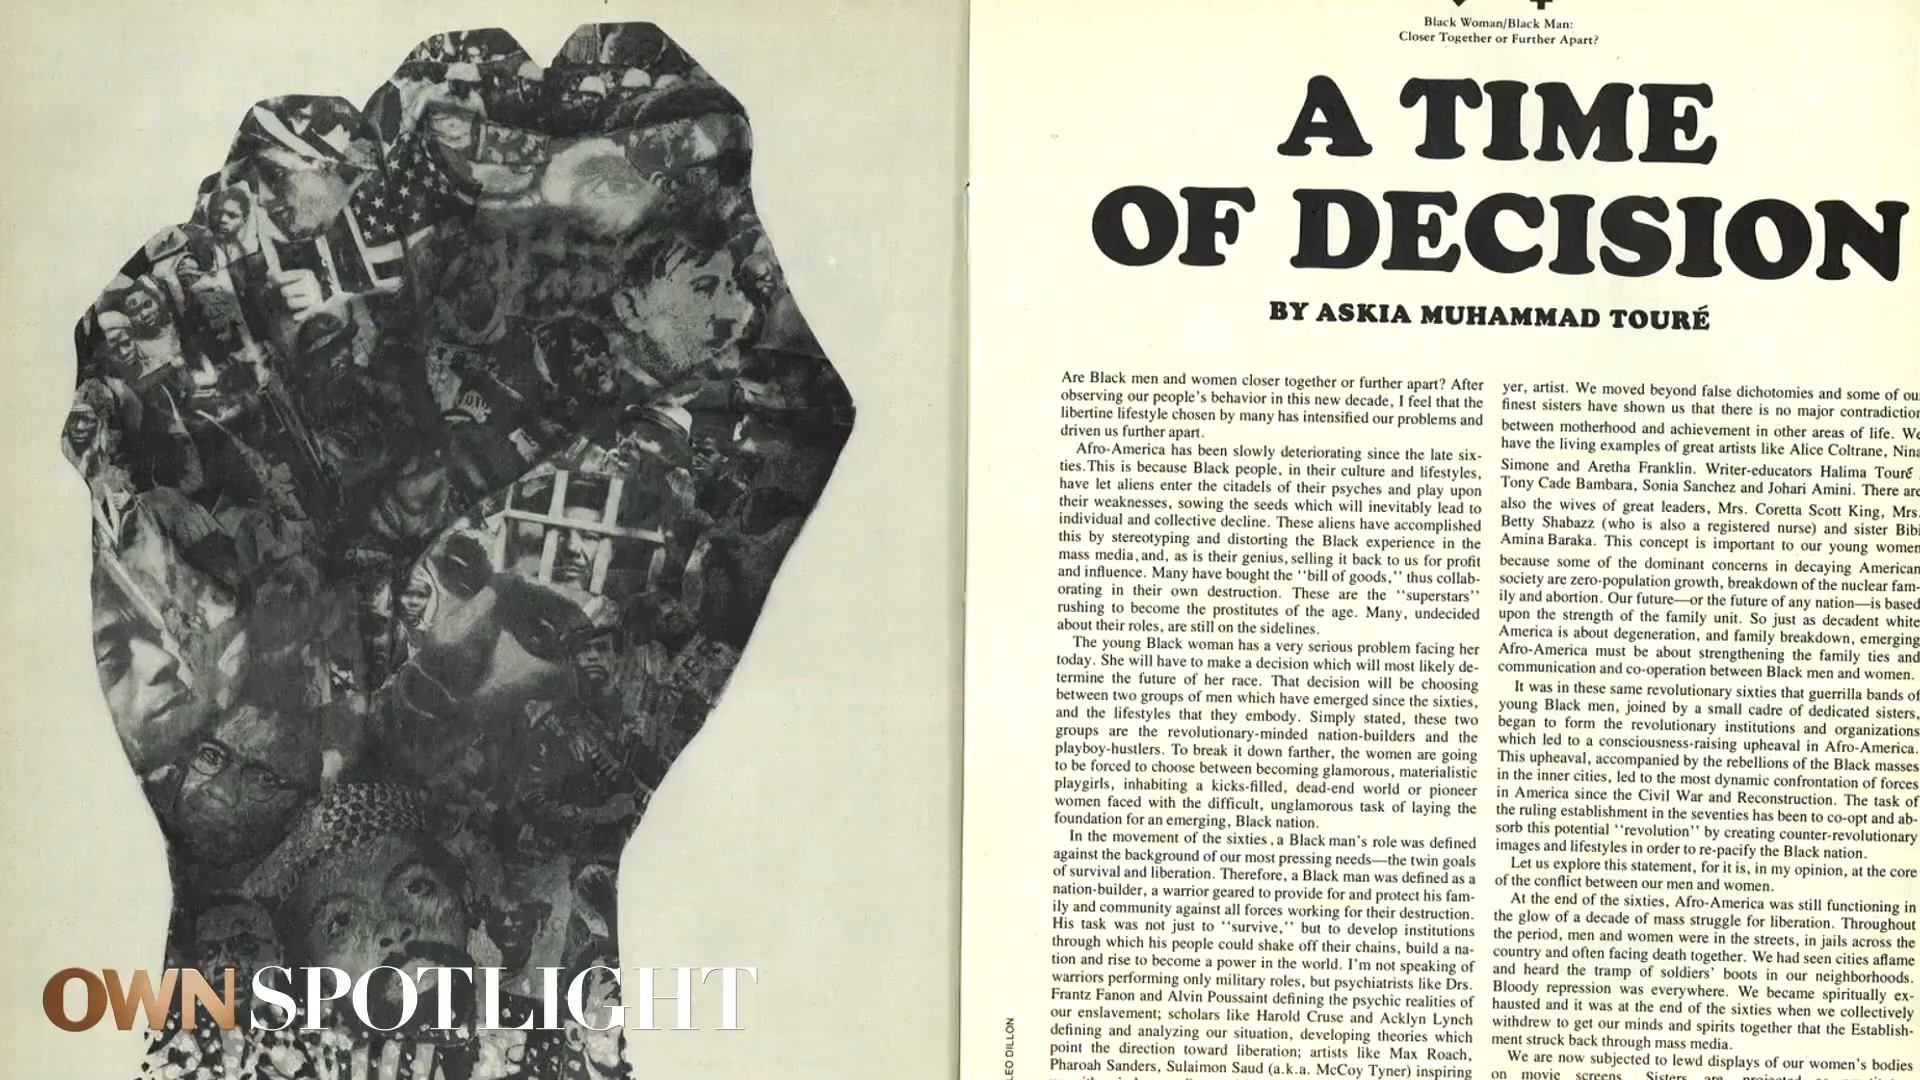 Black Woman/Black Man:
Closer Together or Further Apart?
A TIME
OF DECISION
BY ASKIA MUHAMMAD TOURÉ
Are Black men and women closer together or further apart? After
observing our people's behavior in this new decade, I feel that the
libertine lifestyle chosen by many has intensified our problems and
driven us further apart.
Afro-America has been slowly deteriorating since the late six-
ties.This is because Black people, in their culture and lifestyles,
have let aliens enter the citadels of their psyches and play upon
their weaknesses, sowing the seeds which will inevitably lead to
individual and collective decline. These aliens have accomplished
this by stereotyping and distorting the Black experience in the
mass media, and, as is their genius, selling it back to us for profit
and influence. Many have bought the "bill of goods," thus collab-
orating in their own destruction. These are the "superstars"
rushing to become the prostitutes of the age. Many, undecided
about their roles, are still on the sidelines.
The young Black woman has a very serious problem facing her
today. She will have to make a decision which will most likely de-
termine the future of her race. That decision will be choosing
between two groups of men which have emerged since the sixties,
and the lifestyles that they embody. Simply stated, these two
groups are the revolutionary-minded nation-builders and the
playboy-hustlers. To break it down farther, the women are going
to be forced to choose between becoming glamorous, materialistic
playgirls, inhabiting a kicks-filled, dead-end world or pioneer
women faced with the difficult, unglamorous task of laying the
foundation for an emerging, Black nation.
In the movement of the sixties, a Black man's role was defined
against the background of our most pressing needs—the twin goals
of survival and liberation. Therefore, a Black man was defined as a
nation-builder, a warrior geared to provide for and protect his fam-
ily and community against all forces working for their destruction.
His task was not just to "survive," but to develop institutions
through which his people could shake off their chains, build a na-
tion and rise to become a power in the world. I'm not speaking of
warriors performing only military roles, but psychiatrists like Drs.
Frantz Fanon and Alvin Poussaint defining the psychic realities of
our enslavement; scholars like Harold Cruse and Acklyn Lynch
defining and analyzing our situation, developing theories which
point the direction toward liberation; artists like Max Roach,
Pharoah Sanders, Sulaimon Saud (a.k.a. McCoy Tyner) inspiring
yer, artist. We moved beyond false dichotomies and some of ou
finest sisters have shown us that there is no major contradiction
between motherhood and achievement in other areas of life. We
have the living examples of great artists like Alice Coltrane, Nina
Simone and Aretha Franklin. Writer-educators Halima Touré
Tony Cade Bambara, Sonia Sanchez and Johari Amini. There are
also the wives of great leaders, Mrs. Coretta Scott King, Mrs.
Betty Shabazz (who is also a registered nurse) and sister Bibi
Amina Baraka. This concept is important to our young women
because some of the dominant concerns in decaying American
society are zero-population growth, breakdown of the nuclear fam-
ily and abortion. Our future—or the future of any nation—is based
upon the strength of the family unit. So just as decadent white
America is about degeneration, and family breakdown, emerging
Afro-America must be about strengthening the family ties and
communication and co-operation between Black men and women.
It was in these same revolutionary sixties that guerrilla bands of
young Black men, joined by a small cadre of dedicated sisters,
began to form the revolutionary institutions and organizations
which led to a consciousness-raising upheaval in Afro-America.
This upheaval, accompanied by the rebellions of the Black masses
in the inner cities, led to the most dynamic confrontation of forces
in America since the Civil War and Reconstruction. The task of
the ruling establishment in the seventies has been to co-opt and ab-
sorb this potential "revolution" by creating counter-revolutionary
images and lifestyles in order to re-pacify the Black nation.
Let us explore this statement, for it is, in my opinion, at the core
of the conflict between our men and women.
At the end of the sixties, Afro-America was still functioning in
the glow of a decade of mass struggle for liberation. Throughout
the period, men and women were in the streets, in jails across the
country and often facing death together. We had seen cities aflame
and heard the tramp of soldiers' boots in our neighborhoods.
Bloody repression was everywhere. We became spiritually ex-
hausted and it was at the end of the sixties when we collectively
withdrew to get our minds and spirits together that the Establish-
ment struck back through mass media.
We are now subjected to lewd displays of our women's bodies
on movie screens. Sisters are
LEO DILLON
VOTE
OWN SPOTLIGHT